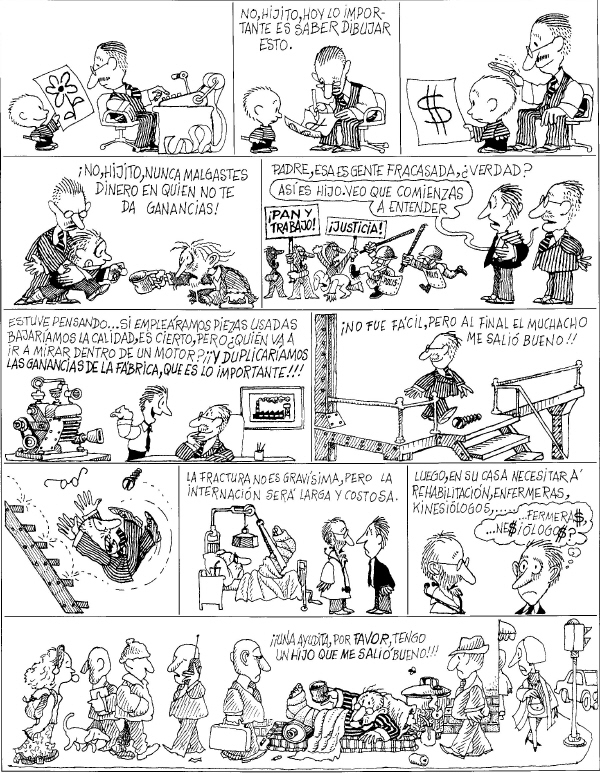 NO, HIJITO, HOY LO IMPOR-
TANTE ES SABER DIBUJAR
ESTO.
$
¡NO, HIJITO, NUNCA MALGASTES
DINERO EN QUIEN NO TE
DA GANANCIAS!
PADRE, ESA ES GENTE FRACASADA, ¿VERDAD?
ASÍ ES HIJO. VEO QUE COMIENZAS
A ENTENDER
¡PAN Y
TRABAJO!
¡JUSTICIA!
ESTUVE PENSANDO... SI EMPLEÁRAMOS PIEZAS USADAS
BAJARÍAMOS LA CALIDAD, ES CIERTO, PERO ¿QUIÉN VA A
IR A MIRAR DENTRO DE UN MOTOR? ¡¡Y DUPLICARIAMOS
LAS GANANCIAS DE LA FÁBRICA, QUE ES LO IMPORTANTE!!!
¡NO FUE FÁCIL, PERO AL FINAL EL MUCHACHO
ME SALIÓ BUENO!!
LA FRACTURA NO ES GRAVÍSIMA, PERO LA
INTERNACIÓN SERÁ LARGA Y COSTOSA.
LUEGO, EN SU CASA NECESITARÁ
REHABILITACIÓN, ENFERMERAS,
KINESIÓLOGOS,....
...FERMERA$,
...NE$IÓLOGO$?
¡¡UNA AYUDITA, POR FAVOR, TENGO
UN HIJO QUE ME SALIÓ BUENO!!!